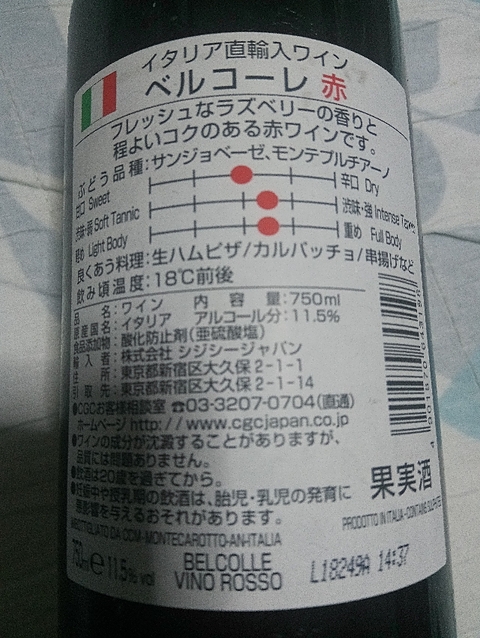 イタリア直輸入ワイン
ベルコーレ 赤
フレッシュなラズベリーの香りと
程よいコクのある赤ワインです。
ぶどう品種:サンジョベーゼ、モンテプルチアーノ
甘口 Sweet 辛口 Dry
渋味・弱 Soft Tannic 渋味・強 Intense
軽め Light Body 重め Full Body
良くあう料理:生ハムピザ/カルパッチョ/串揚げなど
飲み頃温度:18℃前後
品名:ワイン 内容量:750ml
原産国名:イタリア アルコール分:11.5%
食品添加物:酸化防止剤(亜硫酸塩)
輸入者:株式会社 シジシージャパン
住所:東京都新宿区大久保2-1-1
引取先:東京都新宿区大久保2-1-14
●CGCお客様相談室 ☎03-3207-0704(直通)
ホームページ http://www.cgcjapan.co.jp
●ワインの成分が沈澱することがありますが、
品質には問題ありません。
●飲酒は20歳を過ぎてから。
●妊娠中や授乳期の飲酒は、胎児・乳児の発育に
悪影響を与えるおそれがあります。
果実酒
PRODOTTO IN ITALIA - CONTAINS SULFITES
IMBOTTIGLIATO DA CCM - MONTECAROTTO-AN-ITALIA
750ml e 11.5% vol
BELCOLLE
VINO ROSSO
L18249A 14:37